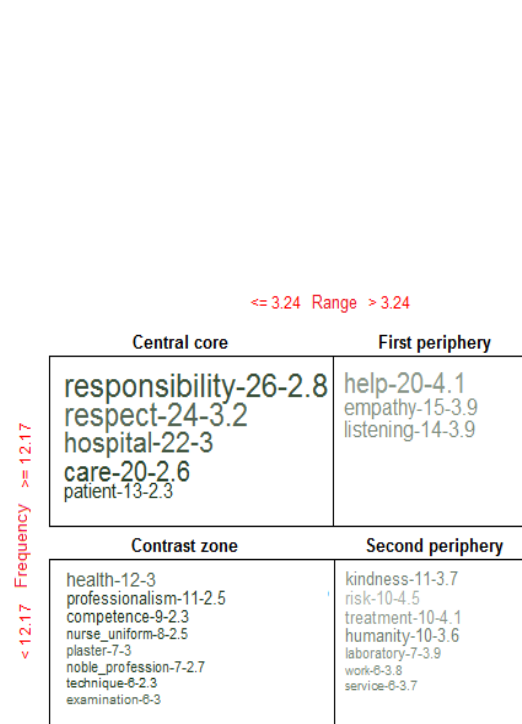 <= 3.24 Range > 3.24
Central core
First periphery
responsibility-26-2.8
respect-24-3.2
hospital-22-3
care-20-2.6
patient-13-2.3
help-20-4.1
empathy-15-3.9
listening-14-3.9
< 12.17 Frequency >= 12.17
Contrast zone
Second periphery
health-12-3
professionalism-11-2.5
competence-9-2.3
nurse_uniform-8-2.5
plaster-7-3
noble_profession-7-2.7
technique-6-2.3
examination-6-3
kindness-11-3.7
risk-10-4.5
treatment-10-4.1
humanity-10-3.6
laboratory-7-3.9
work-6-3.8
service-6-3.7